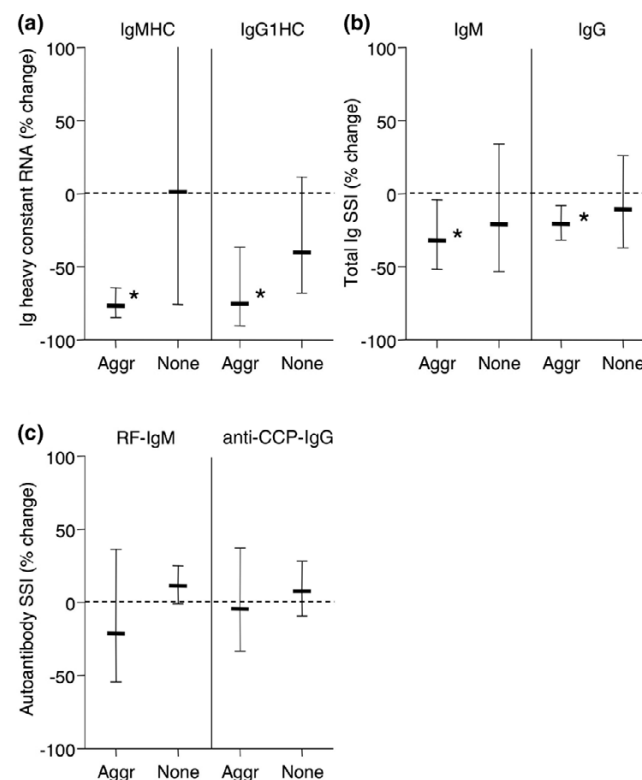 (a)
IgMHC IgG1HC
Ig heavy constant RNA (% change)
100
50
0
-50
-100
*
*
Aggr None Aggr None
(b)
IgM IgG
Total Ig SSI (% change)
100
50
0
-50
-100
*
*
Aggr None Aggr None
(c)
RF-IgM anti-CCP-IgG
Autoantibody SSI (% change)
100
50
0
-50
-100
Aggr None Aggr None